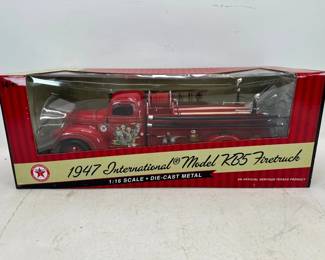 1947 International® Model KB5 Firetruck
1:16 SCALE • DIE-CAST METAL
AN OFFICIAL HERITAGE TEXACO PRODUCT